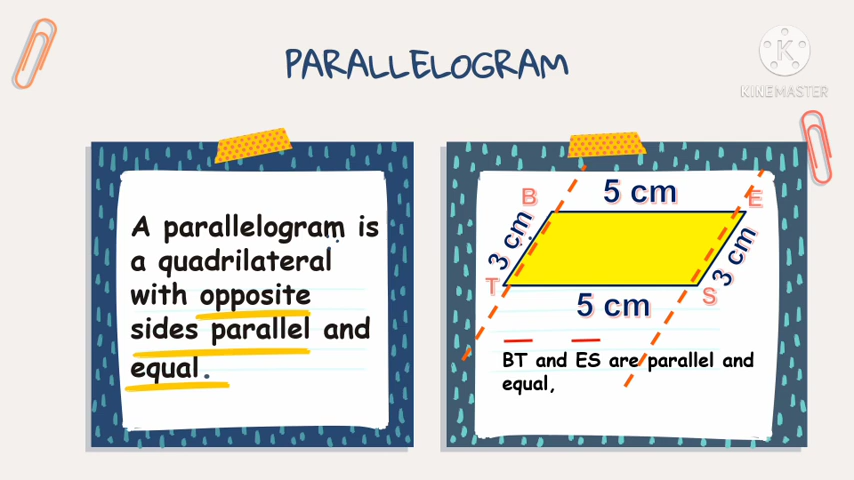 PARALLELOGRAM
KINEMASTER
A parallelogram is
a quadrilateral
with opposite
sides parallel and
equal.
B
5 cm
E
3 cm
3 cm
T
S
5 cm
BT and ES are parallel and
equal,